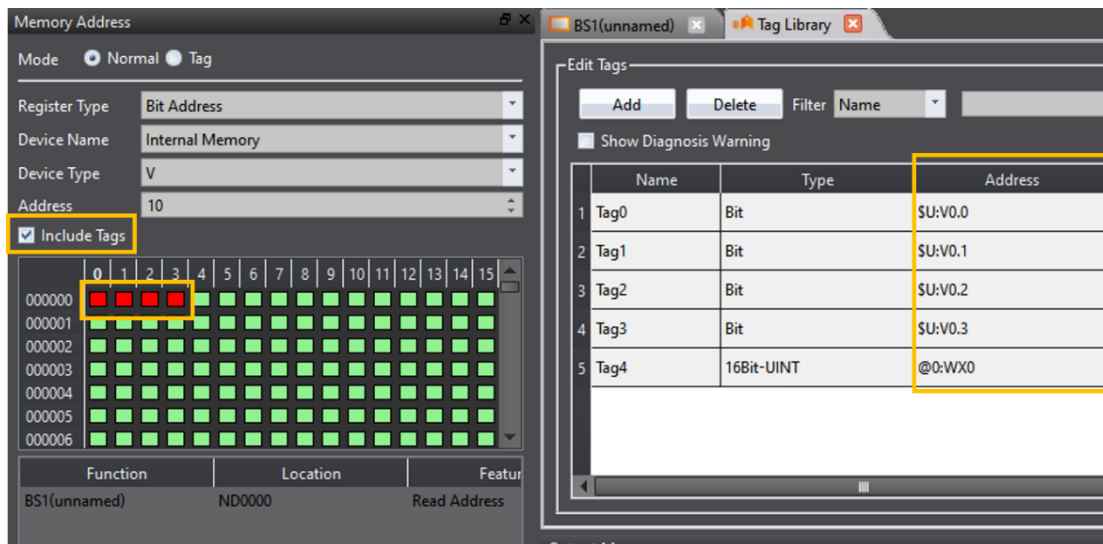 Memory Address
Mode Normal Tag
Register Type Bit Address
Device Name Internal Memory
Device Type V
Address 10
Include Tags
0 1 2 3 4 5 6 7 8 9 10 11 12 13 14 15
000000
000001
000002
000003
000004
000005
000006
Function Location Featur
BS1(unnamed) ND0000 Read Address
BS1(unnamed) Tag Library
Edit Tags
Add Delete Filter Name
Show Diagnosis Warning
Name Type Address
1 Tag0 Bit $U:V0.0
2 Tag1 Bit $U:V0.1
3 Tag2 Bit $U:V0.2
4 Tag3 Bit $U:V0.3
5 Tag4 16Bit-UINT @0:WX0